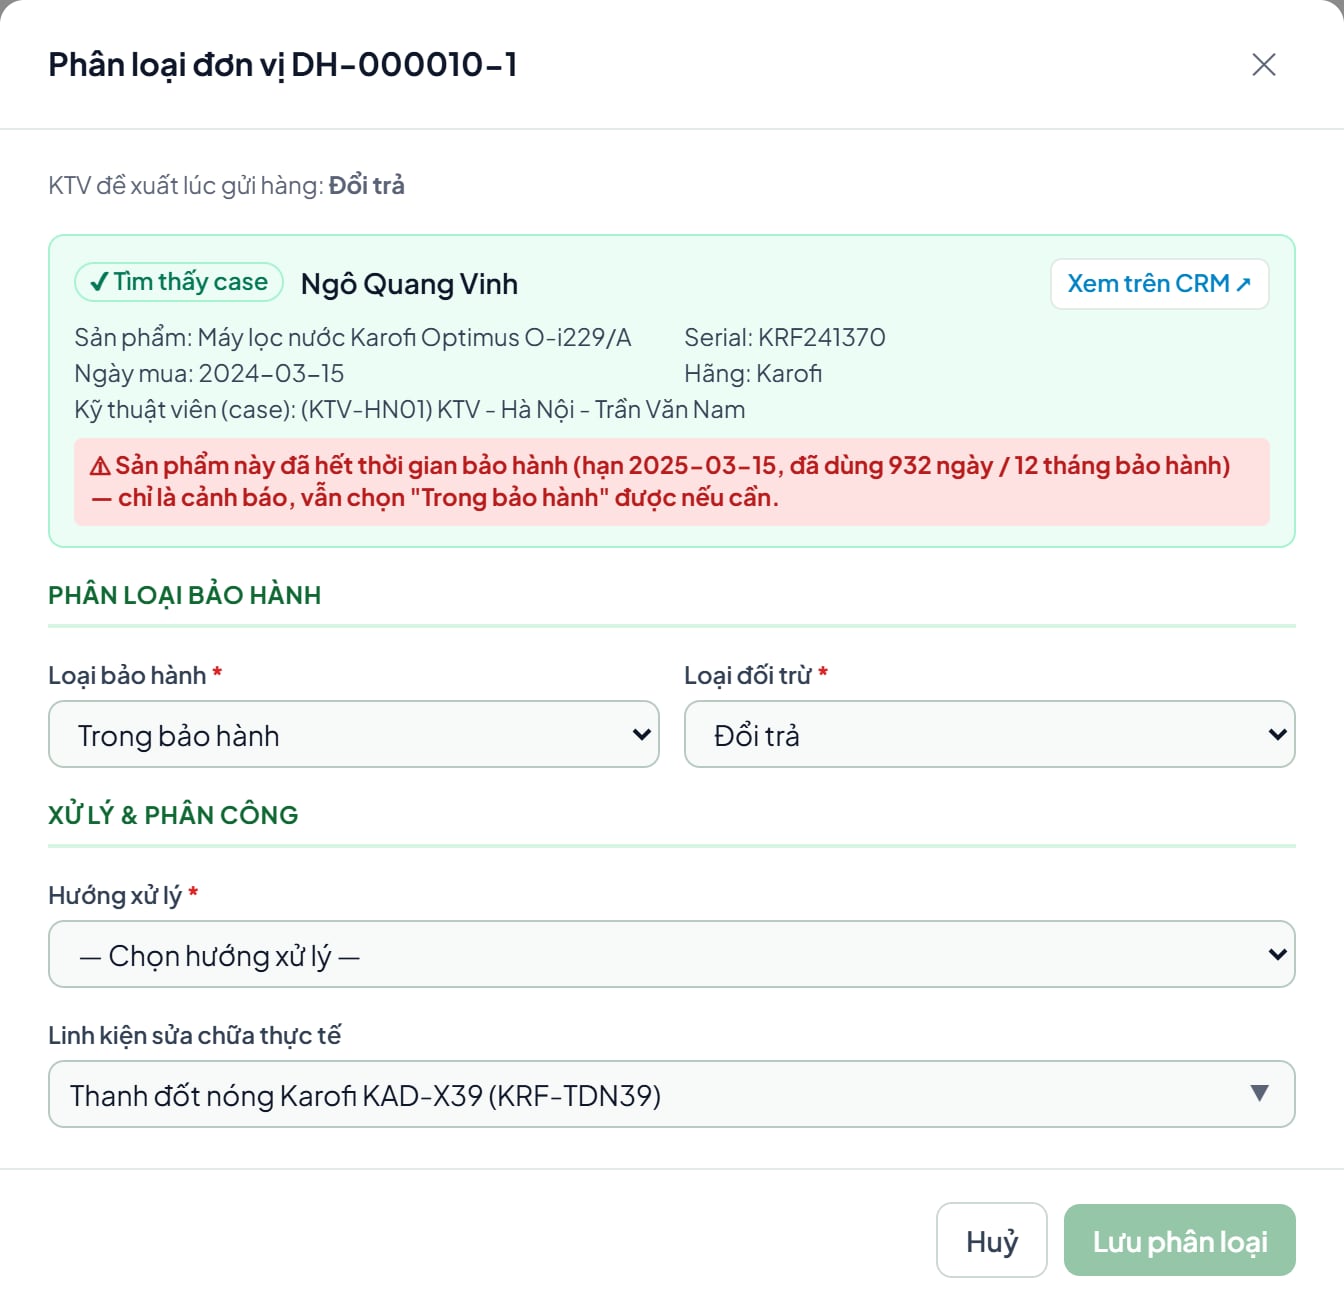 Phân loại đơn vị DH-000010-1
KTV đề xuất lúc gửi hàng: Đổi trả
✓ Tìm thấy case
Ngô Quang Vinh
Xem trên CRM ↗
Sản phẩm: Máy lọc nước Karofi Optimus O-i229/A
Serial: KRF241370
Ngày mua: 2024-03-15
Hãng: Karofi
Kỹ thuật viên (case): (KTV-HN01) KTV - Hà Nội - Trần Văn Nam
⚠ Sản phẩm này đã hết thời gian bảo hành (hạn 2025-03-15, đã dùng 932 ngày / 12 tháng bảo hành)
— chỉ là cảnh báo, vẫn chọn "Trong bảo hành" được nếu cần.
PHÂN LOẠI BẢO HÀNH
Loại bảo hành *
Loại đối trừ *
Trong bảo hành
Đổi trả
XỬ LÝ & PHÂN CÔNG
Hướng xử lý *
— Chọn hướng xử lý —
Linh kiện sửa chữa thực tế
Thanh đốt nóng Karofi KAD-X39 (KRF-TDN39)
Huỷ
Lưu phân loại